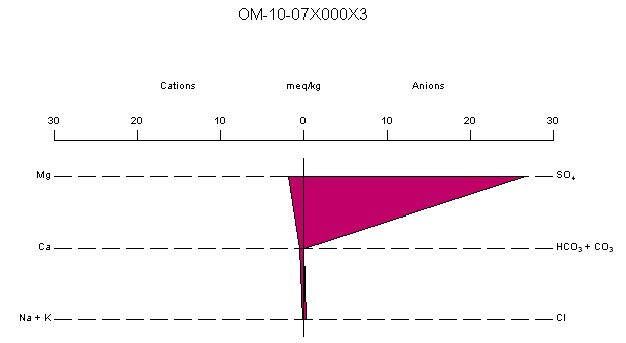 OM-10-07X000X3
Cations meq/kg Anions
30 20 10 0 10 20 30
Mg SO₄
Ca HCO₃ + CO₃
Na + K Cl